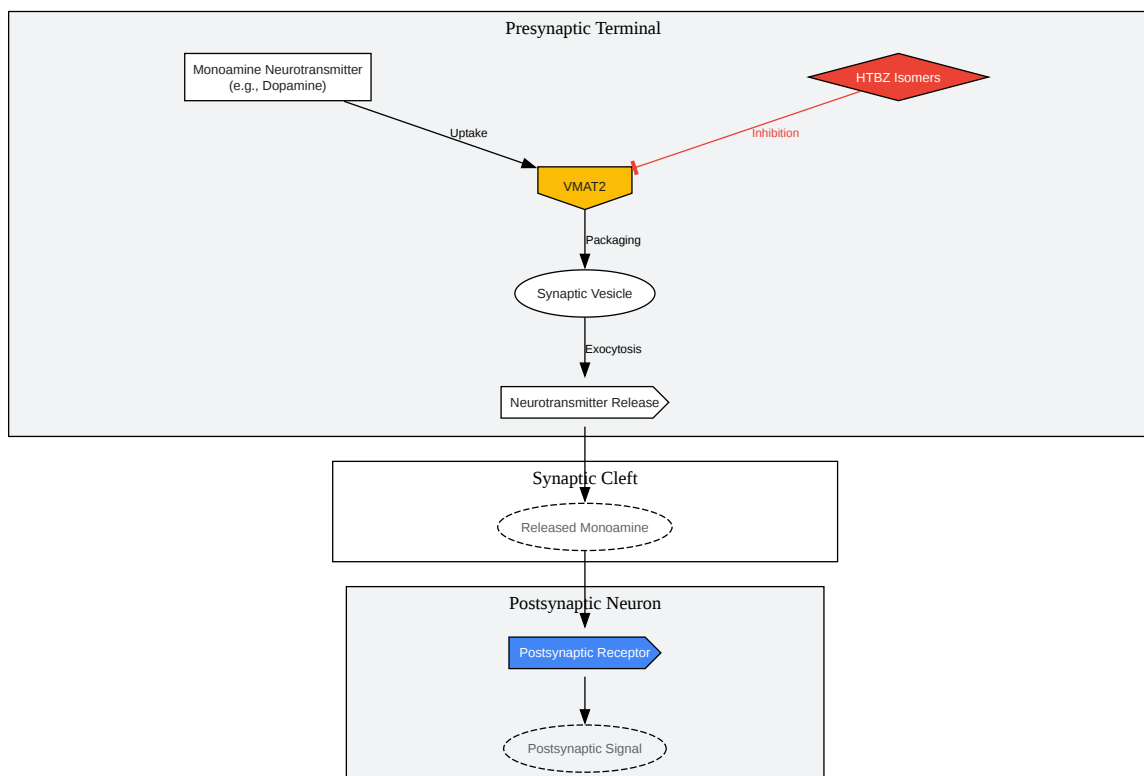 Presynaptic Terminal
Monoamine Neurotransmitter
(e.g., Dopamine)
HTBZ Isomers
Uptake
Inhibition
VMAT2
Packaging
Synaptic Vesicle
Exocytosis
Neurotransmitter Release
Synaptic Cleft
Released Monoamine
Postsynaptic Neuron
Postsynaptic Receptor
Postsynaptic Signal